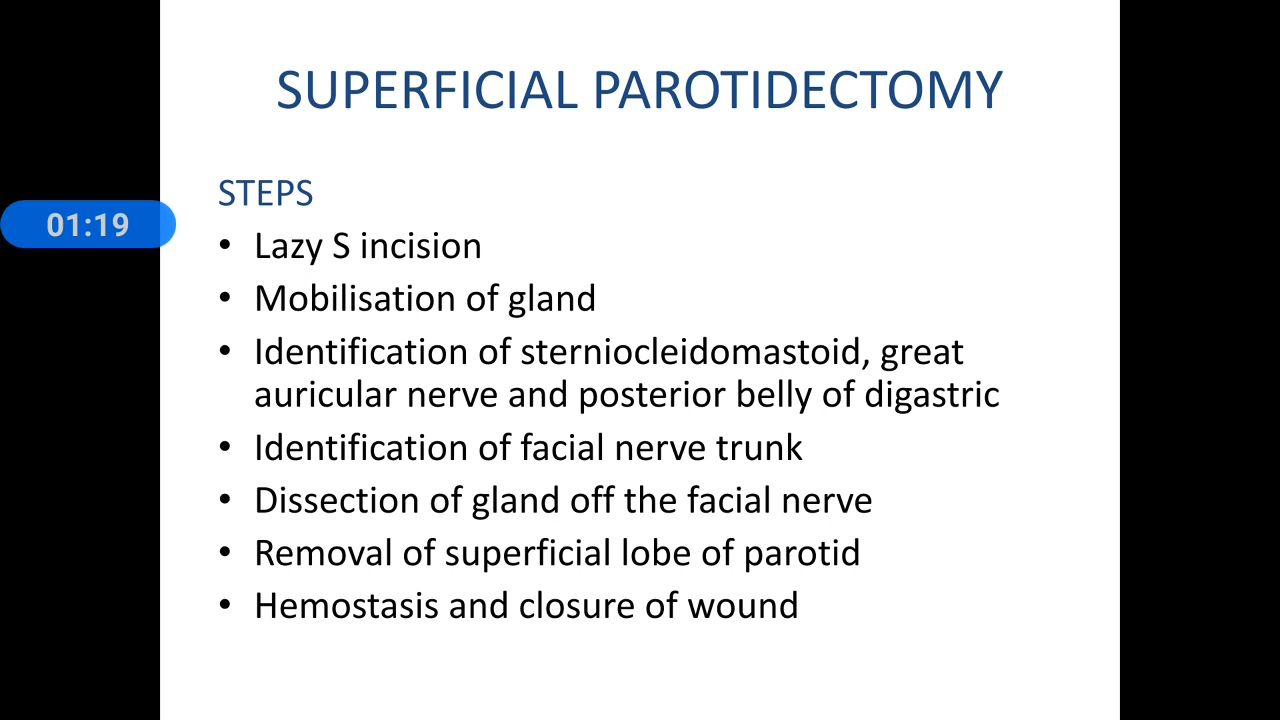 SUPERFICIAL PAROTIDECTOMY
STEPS
01:19
• Lazy S incision
• Mobilisation of gland
• Identification of sterniocleidomastoid, great
auricular nerve and posterior belly of digastric
• Identification of facial nerve trunk
• Dissection of gland off the facial nerve
• Removal of superficial lobe of parotid
• Hemostasis and closure of wound